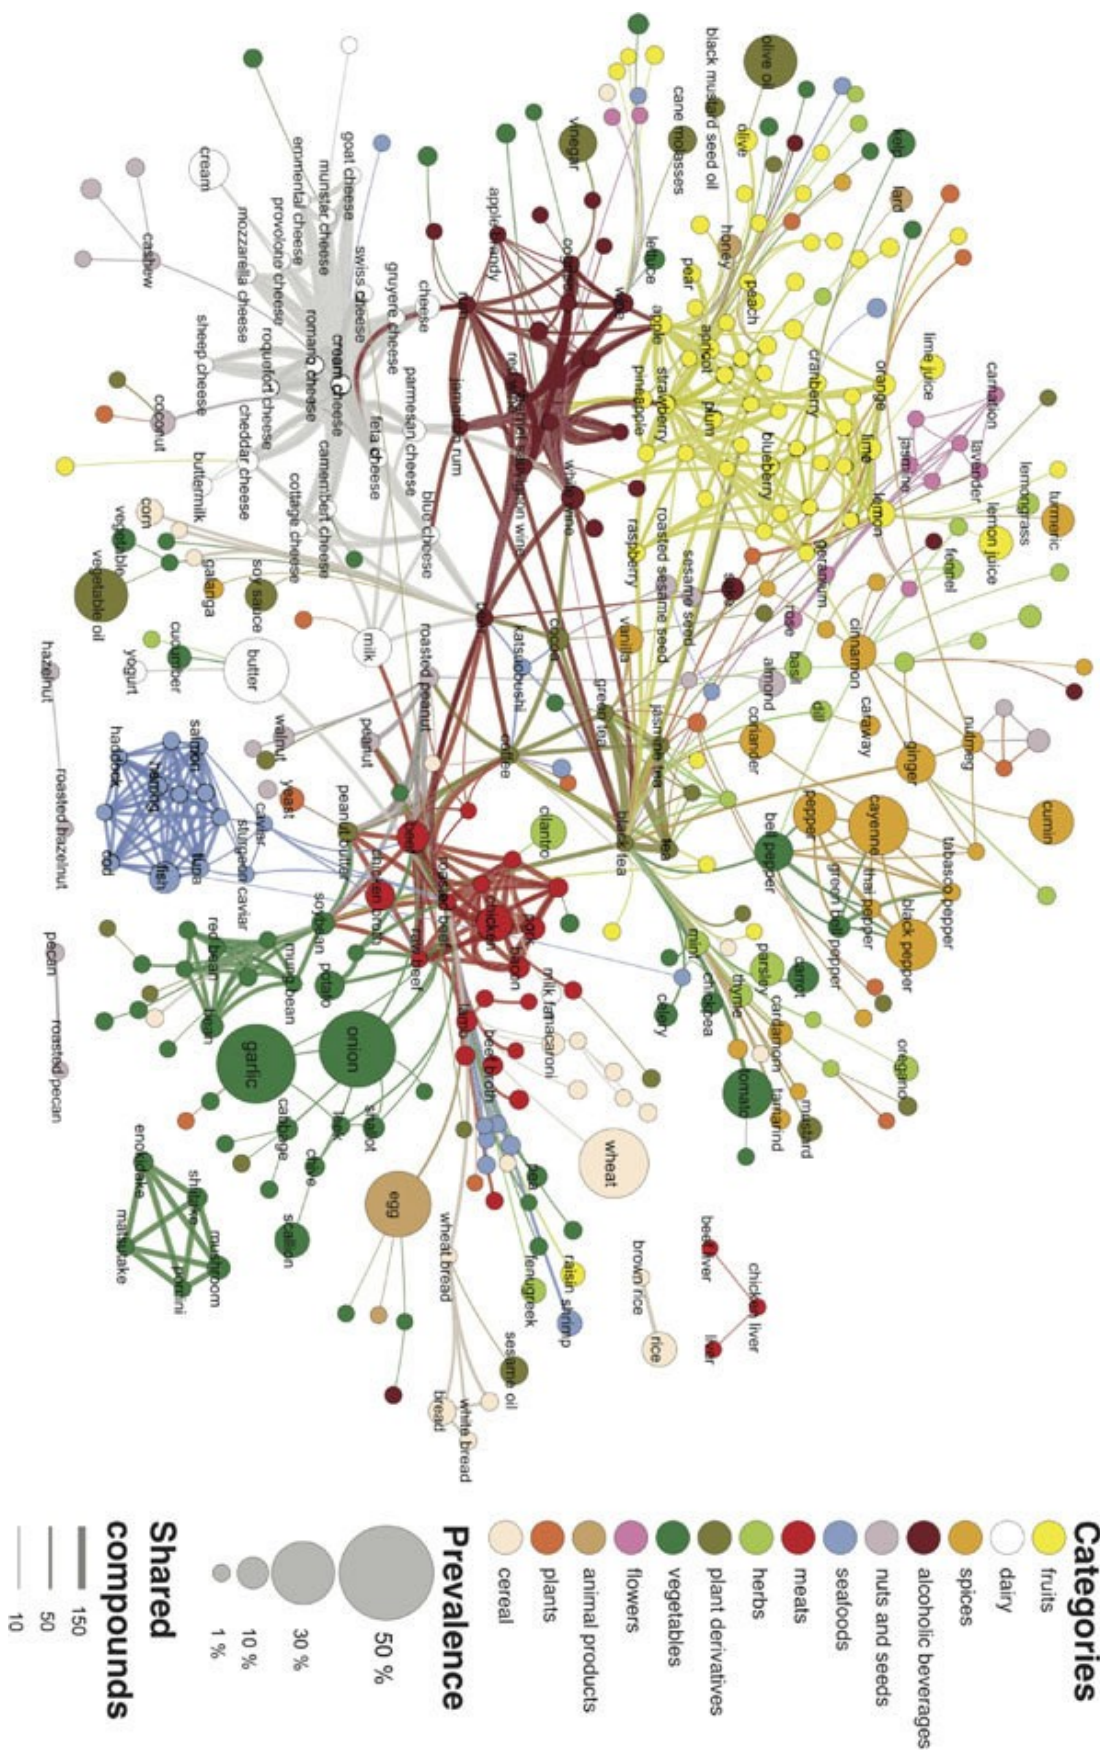 Categories
fruits
dairy
spices
alcoholic beverages
nuts and seeds
seafoods
meats
herbs
plant derivatives
vegetables
flowers
animal products
plants
cereal
Prevalence
50 %
30 %
10 %
1 %
Shared
compounds
150
50
10
olive oil
black mustard seed oil
cane molasses
vinegar
olive
kelp
lard
honey
lettuce
pear
peach
apple brandy
goat cheese
emmental cheese
munster cheese
provolone cheese
mozzarella cheese
cream
cashew
swiss cheese
gruyere cheese
cheese
rum
apple
apricot
cranberry
orange
lime juice
carnation
lavender
jasmine
lemongrass
turmeric
lime
lemon
lemon juice
fennel
pineapple
strawberry
plum
blueberry
raspberry
roasted sesame seed
sesame seed
geranium
rose
white wine
jamaican rum
parmesan cheese
feta cheese
cream cheese
romano cheese
roquefort cheese
sheep cheese
coconut
cheddar cheese
buttermilk
camembert cheese
cottage cheese
blue cheese
corn
vegetable
vegetable oil
galanga
soy sauce
cucumber
yogurt
butter
milk
roasted peanut
katsuobushi
cocoa
vanilla
green tea
jasmine tea
almond
basil
cinnamon
dill
caraway
coriander
nutmeg
ginger
cumin
hazelnut
roasted hazelnut
pecan
roasted pecan
haddock
salmon
herring
cod
fish
tuna
caviar
sturgeon caviar
walnut
yeast
peanut
peanut butter
coffee
black tea
tea
cilantro
bell pepper
pepper
cayenne
thai pepper
green bell pepper
tabasco pepper
black pepper
beef
chicken broth
roasted beef
raw beef
chicken
pork
bacon
soybean
potato
mung bean
red bean
bean
milk fat
macaroni
celery
chickpea
mint
thyme
parsley
carrot
cardamom
oregano
tomato
tamarind
mustard
lamb
beef broth
onion
garlic
cabbage
leek
shallot
chive
scallion
enokidake
shiitake
mushroom
matsutake
porcini
egg
wheat
pea
raisin
shrimp
fenugreek
wheat bread
sesame oil
bread
white bread
brown rice
rice
beef liver
chicken liver
liver